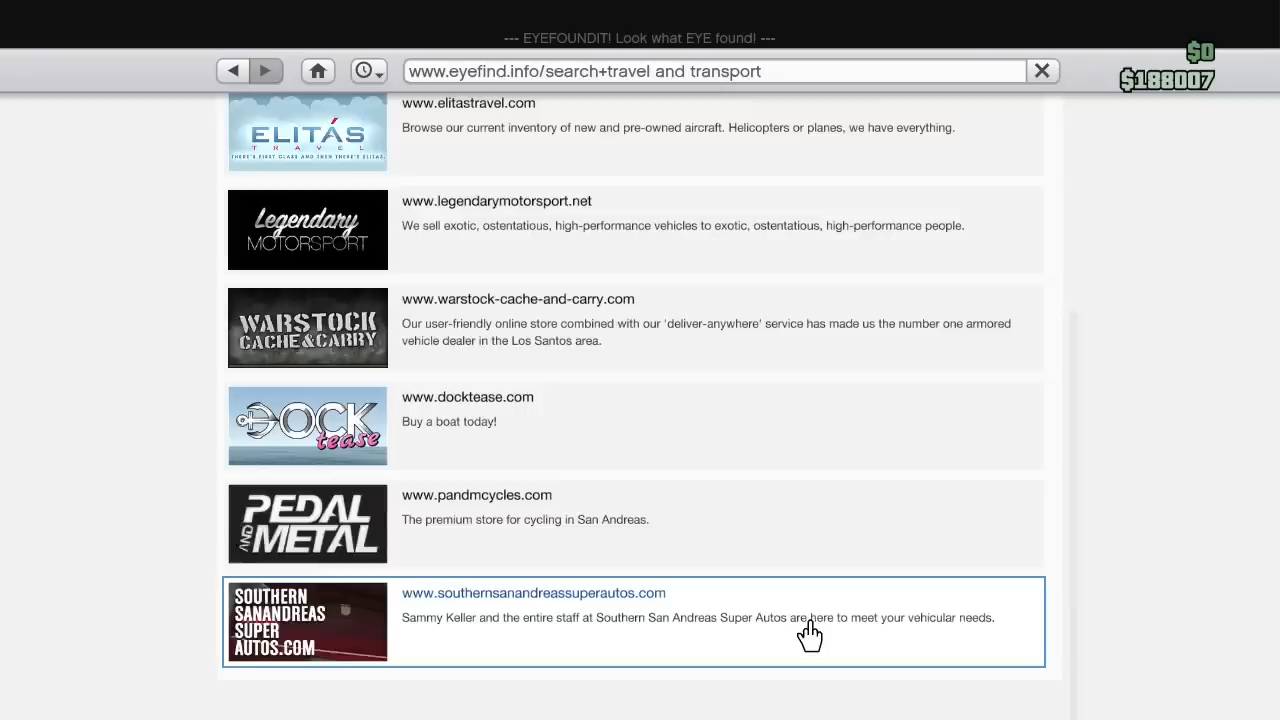 --- EYEFOUNDIT! Look what EYE found! ---
$0
www.eyefind.info/search+travel and transport
$188007
www.elitastravel.com
ELITÁS
TRAVEL
THERE'S FIRST CLASS AND THEN THERE'S ELITAS.
Browse our current inventory of new and pre-owned aircraft. Helicopters or planes, we have everything.
Legendary
MOTORSPORT
www.legendarymotorsport.net
We sell exotic, ostentatious, high-performance vehicles to exotic, ostentatious, high-performance people.
WARSTOCK
CACHE&CARRY
www.warstock-cache-and-carry.com
Our user-friendly online store combined with our 'deliver-anywhere' service has made us the number one armored
vehicle dealer in the Los Santos area.
DOCK
tease
www.docktease.com
Buy a boat today!
PEDAL
AND METAL
www.pandmcycles.com
The premium store for cycling in San Andreas.
SOUTHERN
SANANDREAS
SUPER
AUTOS.COM
www.southernsanandreassuperautos.com
Sammy Keller and the entire staff at Southern San Andreas Super Autos are here to meet your vehicular needs.